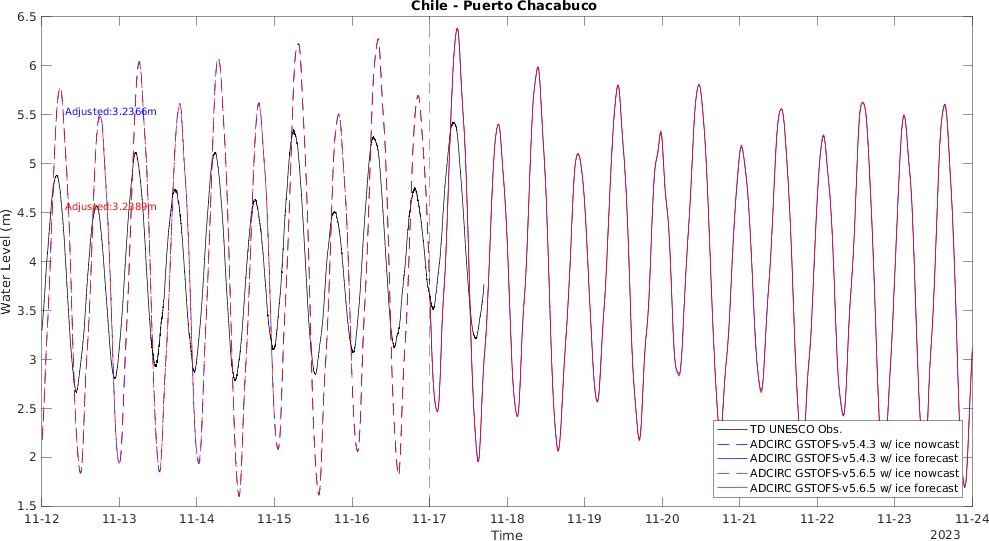 Chile - Puerto Chacabuco
6.5
6
5.5
5
4.5
4
3.5
3
2.5
2
1.5
Water Level (m)
Adjusted:3.2366m
Adjusted:3.2389m
TD UNESCO Obs.
ADCIRC GSTOFS-v5.4.3 w/ ice nowcast
ADCIRC GSTOFS-v5.4.3 w/ ice forecast
ADCIRC GSTOFS-v5.6.5 w/ ice nowcast
ADCIRC GSTOFS-v5.6.5 w/ ice forecast
11-12 11-13 11-14 11-15 11-16 11-17 11-18 11-19 11-20 11-21 11-22 11-23 11-24
Time
2023